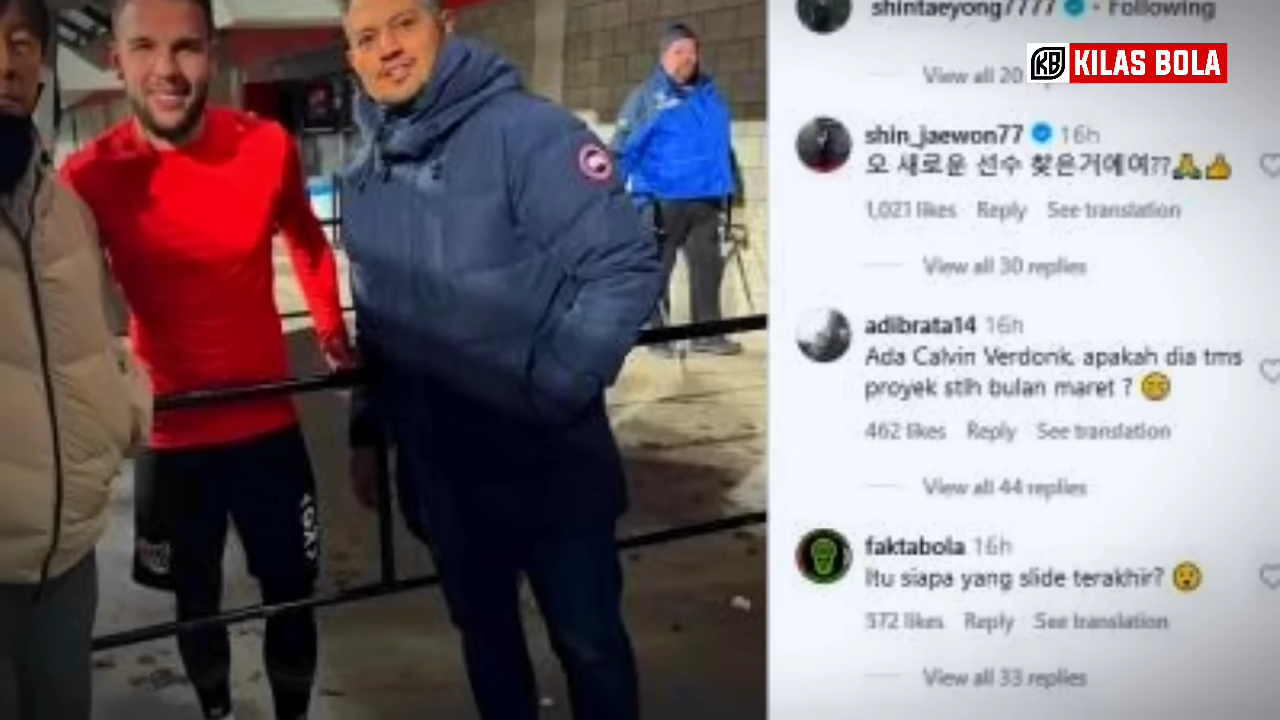 shintaeyong7777 • Following
KB KILAS BOLA
View all 20
shin_jaewon77 16h
오 새로운 선수 찾은거에여??🙏👍
1,021 likes Reply See translation
View all 30 replies
adibrata14 16h
Ada Calvin Verdonk, apakah dia tms
proyek stlh bulan maret ?
462 likes Reply See translation
View all 44 replies
faktabola 16h
Itu siapa yang slide terakhir? 😯
572 likes Reply See translation
View all 33 replies